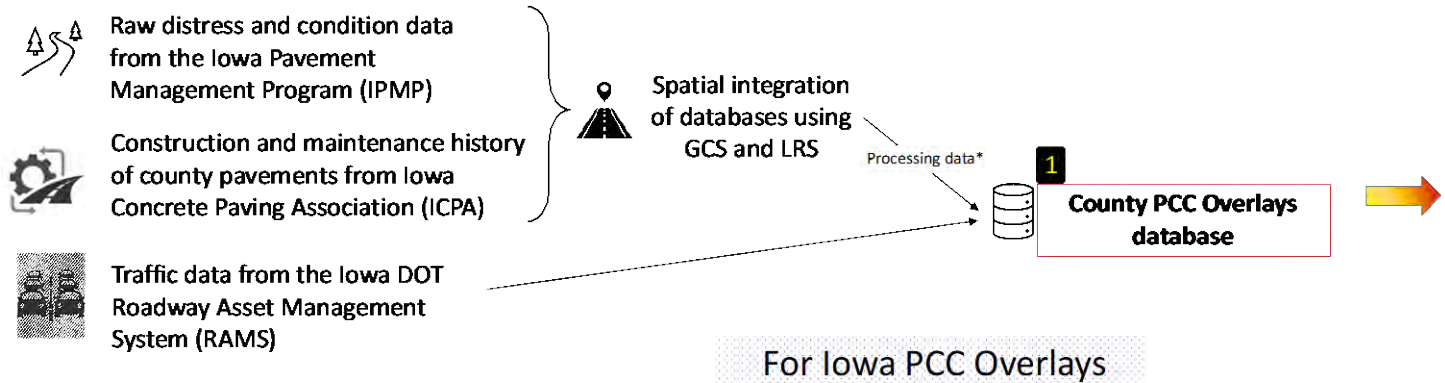 Raw distress and condition data
from the Iowa Pavement
Management Program (IPMP)
Construction and maintenance history
of county pavements from Iowa
Concrete Paving Association (ICPA)
Traffic data from the Iowa DOT
Roadway Asset Management
System (RAMS)
Spatial integration
of databases using
GCS and LRS
Processing data*
1
County PCC Overlays
database
For Iowa PCC Overlays